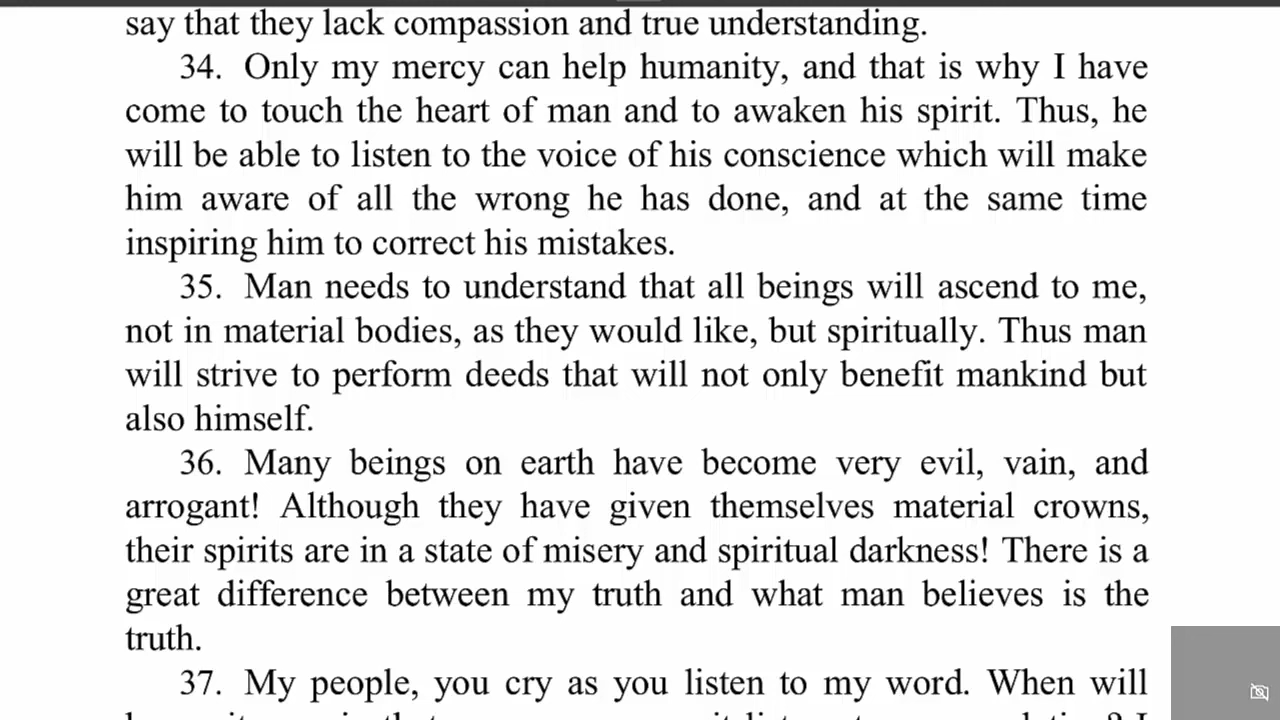 say that they lack compassion and true understanding.
34. Only my mercy can help humanity, and that is why I have
come to touch the heart of man and to awaken his spirit. Thus, he
will be able to listen to the voice of his conscience which will make
him aware of all the wrong he has done, and at the same time
inspiring him to correct his mistakes.
35. Man needs to understand that all beings will ascend to me,
not in material bodies, as they would like, but spiritually. Thus man
will strive to perform deeds that will not only benefit mankind but
also himself.
36. Many beings on earth have become very evil, vain, and
arrogant! Although they have given themselves material crowns,
their spirits are in a state of misery and spiritual darkness! There is a
great difference between my truth and what man believes is the
truth.
37. My people, you cry as you listen to my word. When will